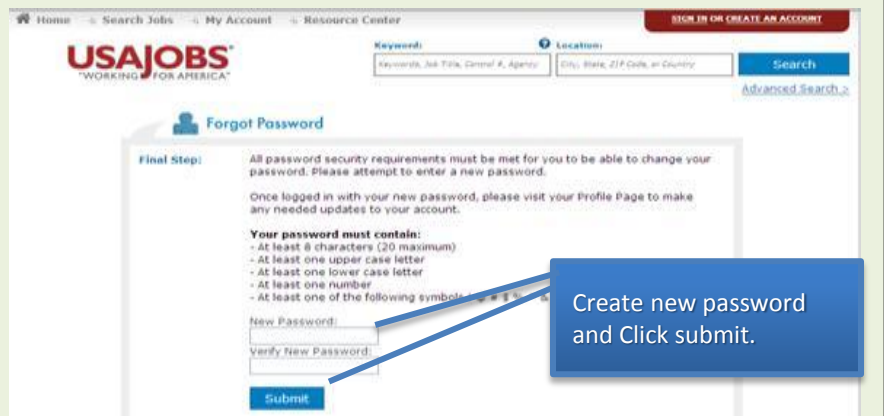 Home Search Jobs My Account Resource Center SIGN IN OR CREATE AN ACCOUNT
USAJOBS
"WORKING FOR AMERICA"
Keyword: Location:
Keywords, Job Title, Control #, Agency City, State, ZIP Code, or Country Search
Advanced Search >
Forgot Password
Final Step: All password security requirements must be met for you to be able to change your
password. Please attempt to enter a new password.
Once logged in with your new password, please visit your Profile Page to make
any needed updates to your account.
Your password must contain:
- At least 8 characters (20 maximum)
- At least one upper case letter
- At least one lower case letter
- At least one number
- At least one of the following symbols
New Password:
Verify New Password:
Submit
Create new password
and Click submit.